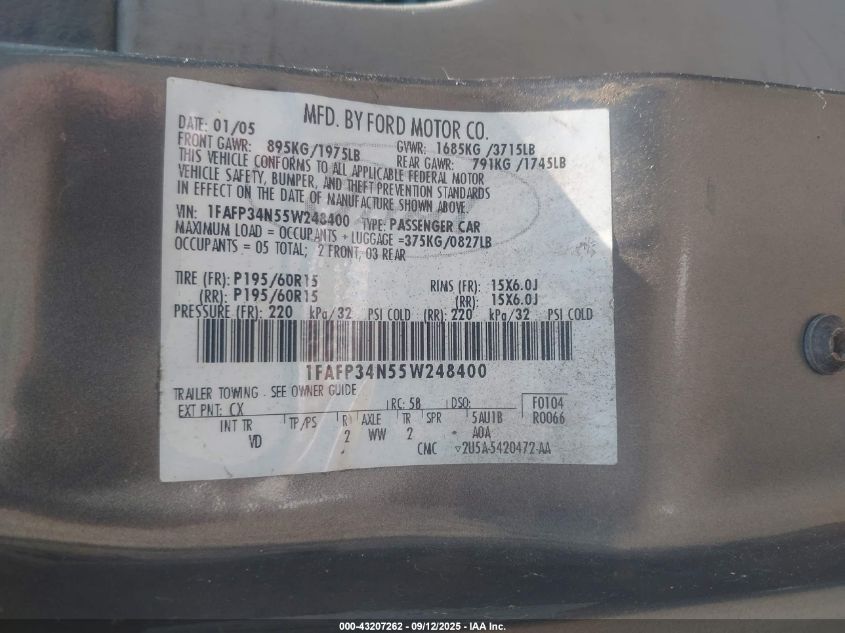 MFD. BY FORD MOTOR CO.
DATE: 01/05
FRONT GAWR: 895KG/1975LB GVWR: 1685KG /3715LB
REAR GAWR: 791KG /1745LB
THIS VEHICLE CONFORMS TO ALL APPLICABLE FEDERAL MOTOR
VEHICLE SAFETY, BUMPER, AND THEFT PREVENTION STANDARDS
IN EFFECT ON THE DATE OF MANUFACTURE SHOWN ABOVE.
VIN: 1FAFP34N55W248400 TYPE: PASSENGER CAR
MAXIMUM LOAD = OCCUPANTS + LUGGAGE =375KG/0827LB
OCCUPANTS = 05 TOTAL; 2 FRONT, 03 REAR
TIRE (FR): P195/60R15 RIMS (FR): 15X6.0J
(RR): P195/60R15 (RR): 15X6.0J
PRESSURE (FR): 220 kPa/32 PSI COLD (RR): 220 kPa/32 PSI COLD
1FAFP34N55W248400
TRAILER TOWING - SEE OWNER GUIDE
EXT PNT: CX RC: 58 DSO: F0104
INT TR TP/PS R AXLE TR SPR 5AU1B R0066
VD 2 WW 2 AOA
CMC ▿2U5A-5420472-AA
000-43207262 - 09/12/2025 - IAA Inc.